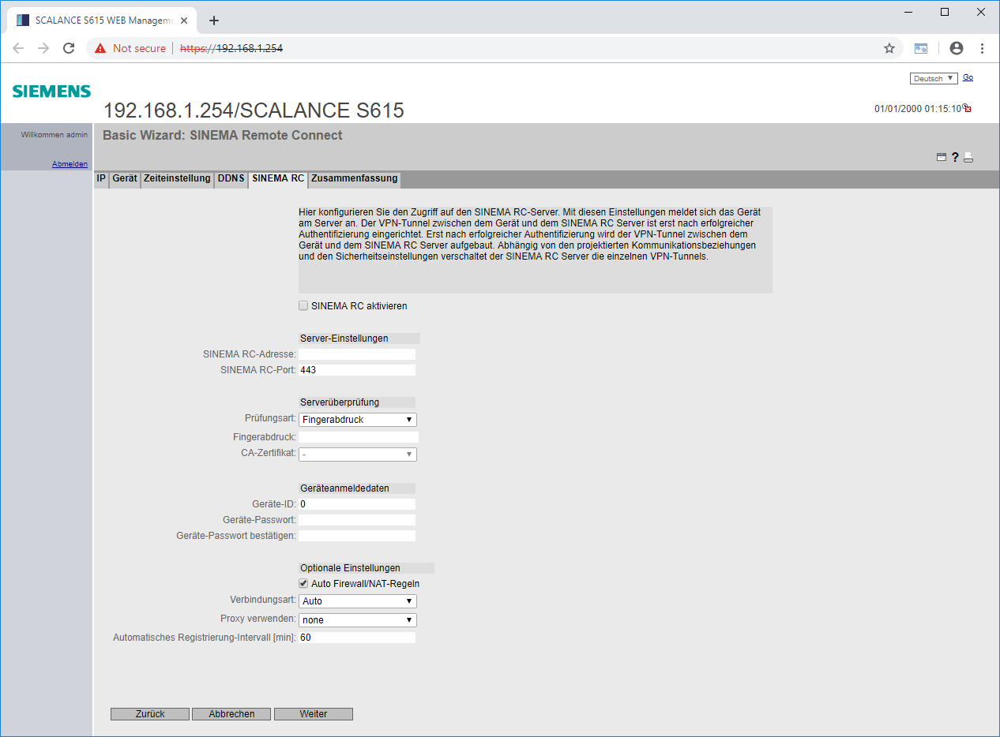 SCALANCE S615 WEB Manageme
Not secure
https://192.168.1.254
Deutsch
Go
SIEMENS
192.168.1.254/SCALANCE S615
01/01/2000 01:15:10
Willkommen admin
Basic Wizard: SINEMA Remote Connect
Abmelden
?
IP Gerät Zeiteinstellung DDNS SINEMA RC Zusammenfassung
Hier konfigurieren Sie den Zugriff auf den SINEMA RC-Server. Mit diesen Einstellungen meldet sich das Gerät
am Server an. Der VPN-Tunnel zwischen dem Gerät und dem SINEMA RC Server ist erst nach erfolgreicher
Authentifizierung eingerichtet. Erst nach erfolgreicher Authentifizierung wird der VPN-Tunnel zwischen dem
Gerät und dem SINEMA RC Server aufgebaut. Abhängig von den projektierten Kommunikationsbeziehungen
und den Sicherheitseinstellungen verschaltet der SINEMA RC Server die einzelnen VPN-Tunnels.
SINEMA RC aktivieren
Server-Einstellungen
SINEMA RC-Adresse:
SINEMA RC-Port: 443
Serverüberprüfung
Prüfungsart: Fingerabdruck
Fingerabdruck:
CA-Zertifikat: -
Geräteanmeldedaten
Geräte-ID: 0
Geräte-Passwort:
Geräte-Passwort bestätigen:
Optionale Einstellungen
Auto Firewall/NAT-Regeln
Verbindungsart: Auto
Proxy verwenden: none
Automatisches Registrierung-Intervall [min]: 60
Zurück Abbrechen Weiter